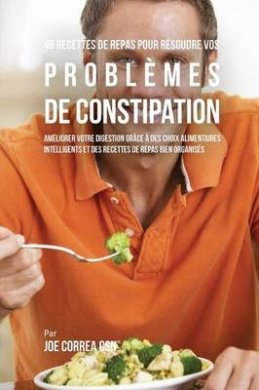 46 RECETTES DE REPAS POUR RÉSOUDRE VOS
PROBLÈMES
DE CONSTIPATION
AMÉLIORER VOTRE DIGESTION GRÂCE À DES CHOIX ALIMENTAIRES
INTELLIGENTS ET DES RECETTES DE REPAS BIEN ORGANISÉS
Par
JOE CORREA CSN